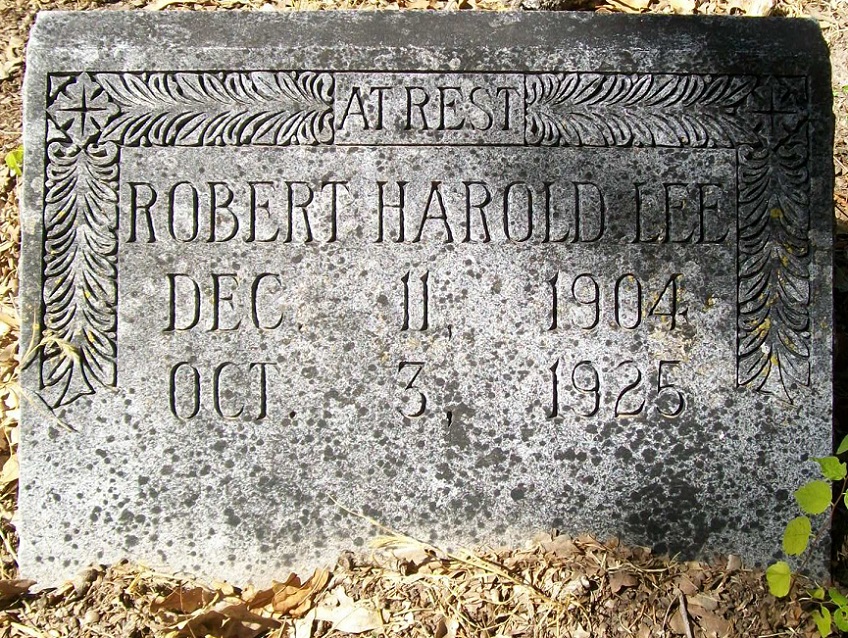 AT REST
ROBERT HAROLD LEE
DEC. 11, 1904
OCT. 3, 1925